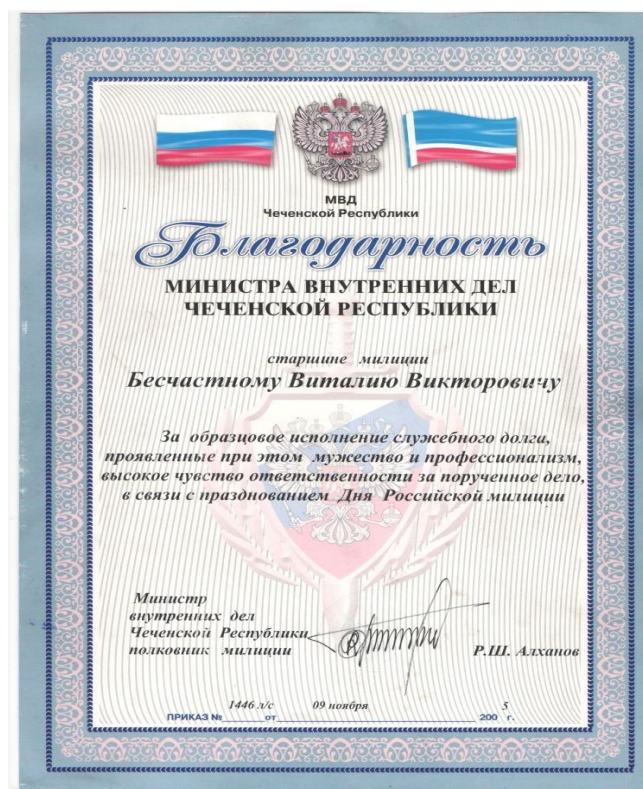 МВД
Чеченской Республики
Благодарность
МИНИСТРА ВНУТРЕННИХ ДЕЛ
ЧЕЧЕНСКОЙ РЕСПУБЛИКИ
старшине милиции
Бесчастному Виталию Викторовичу
За образцовое исполнение служебного долга,
проявленные при этом мужество и профессионализм,
высокое чувство ответственности за порученное дело,
в связи с празднованием Дня Российской милиции
Министр
внутренних дел
Чеченской Республики
полковник милиции Р.Ш. Алханов
ПРИКАЗ № 1446 л/с от 09 ноября 200 5 г.